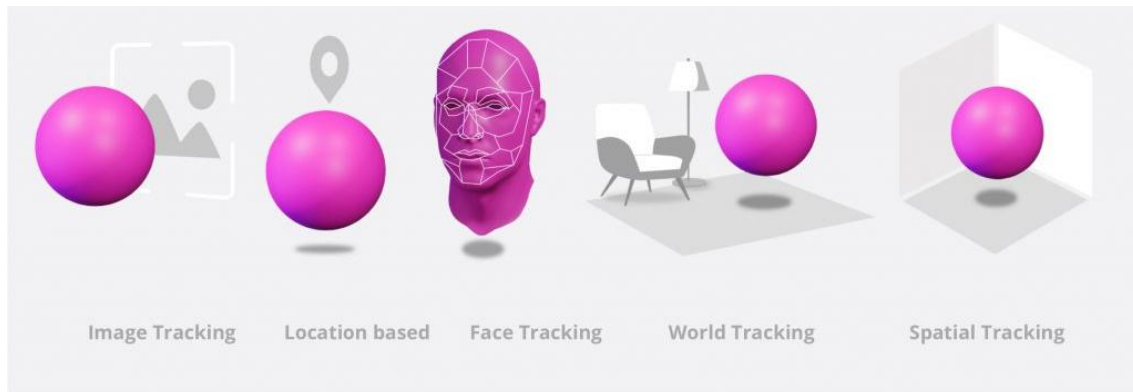 Image Tracking
Location based
Face Tracking
World Tracking
Spatial Tracking